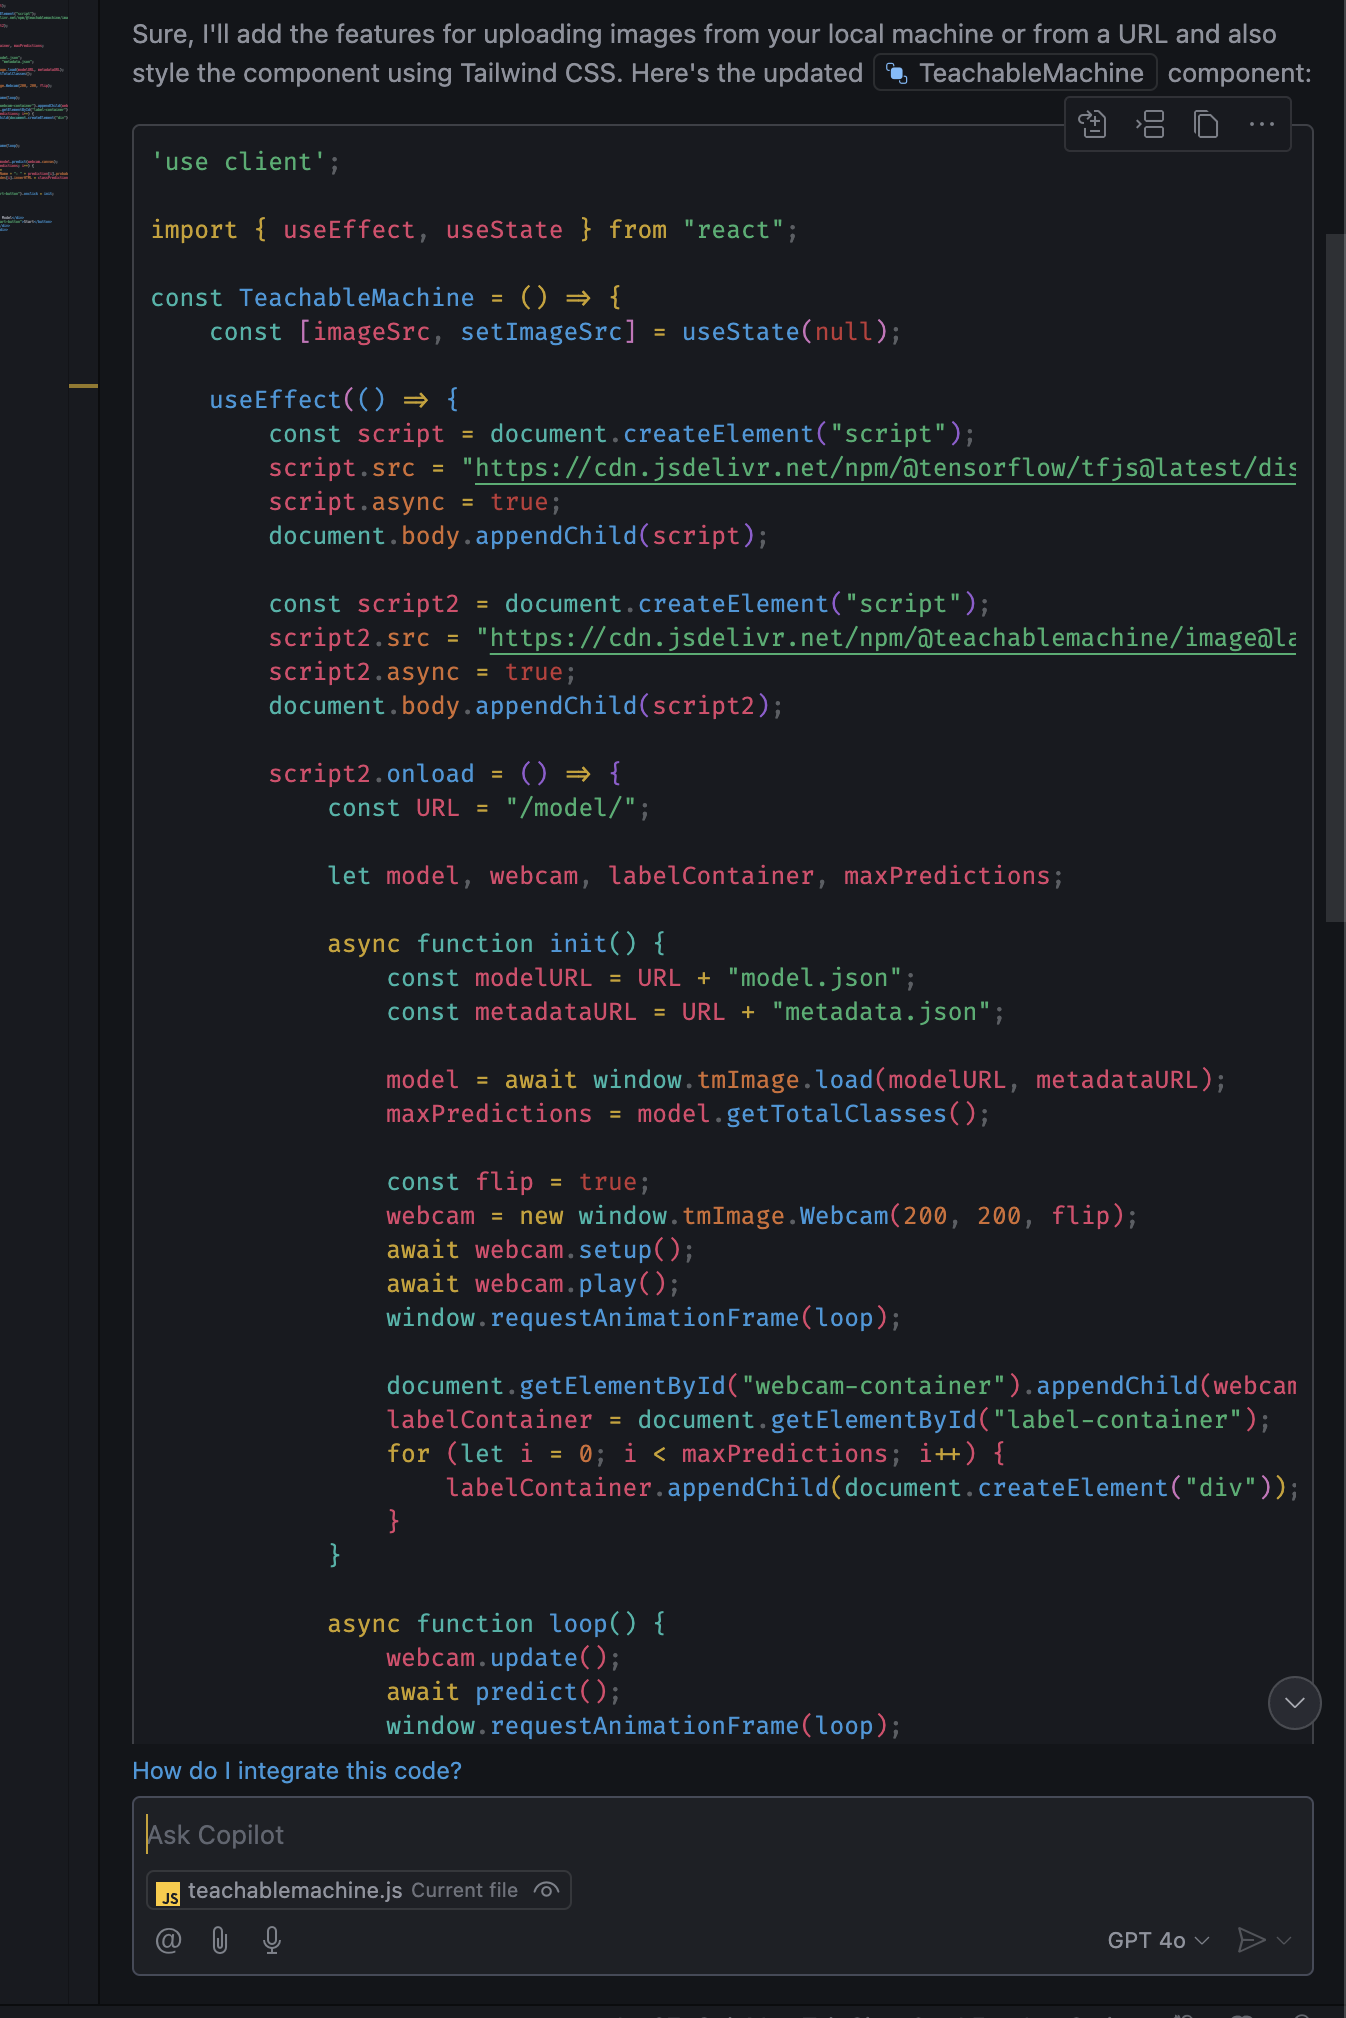 Sure, I'll add the features for uploading images from your local machine or from a URL and also
style the component using Tailwind CSS. Here's the updated TeachableMachine component:
'use client';
import { useEffect, useState } from "react";
const TeachableMachine = () => {
const [imageSrc, setImageSrc] = useState(null);
useEffect(() => {
const script = document.createElement("script");
script.src = "https://cdn.jsdelivr.net/npm/@tensorflow/tfjs@latest/dis
script.async = true;
document.body.appendChild(script);
const script2 = document.createElement("script");
script2.src = "https://cdn.jsdelivr.net/npm/@teachablemachine/image@la
script2.async = true;
document.body.appendChild(script2);
script2.onload = () => {
const URL = "/model/";
let model, webcam, labelContainer, maxPredictions;
async function init() {
const modelURL = URL + "model.json";
const metadataURL = URL + "metadata.json";
model = await window.tmImage.load(modelURL, metadataURL);
maxPredictions = model.getTotalClasses();
const flip = true;
webcam = new window.tmImage.Webcam(200, 200, flip);
await webcam.setup();
await webcam.play();
window.requestAnimationFrame(loop);
document.getElementById("webcam-container").appendChild(webcam
labelContainer = document.getElementById("label-container");
for (let i = 0; i < maxPredictions; i++) {
labelContainer.appendChild(document.createElement("div"));
}
}
async function loop() {
webcam.update();
await predict();
window.requestAnimationFrame(loop);
How do I integrate this code?
Ask Copilot
JS teachablemachine.js Current file
GPT 4o